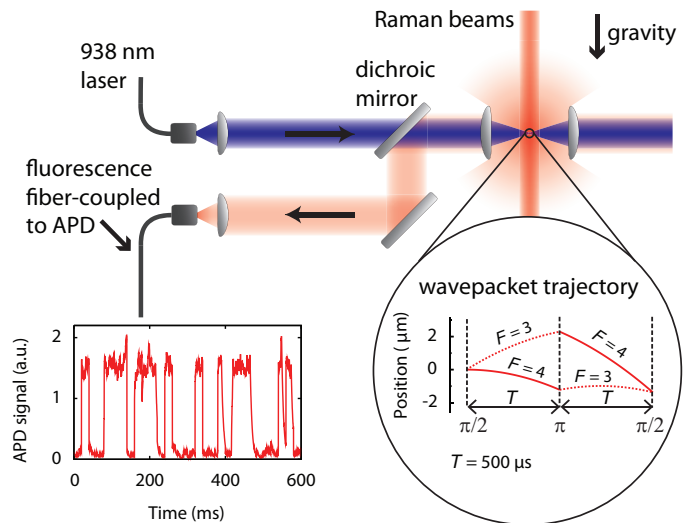 Raman beams
gravity
938 nm
laser
dichroic
mirror
fluorescence
fiber-coupled
to APD
wavepacket trajectory
Position (μm)
2
0
-2
F = 3
F = 4
F = 4
F = 3
T
T
π/2
π
π/2
T = 500 μs
APD signal (a.u.)
2
1
0
0
200
400
600
Time (ms)